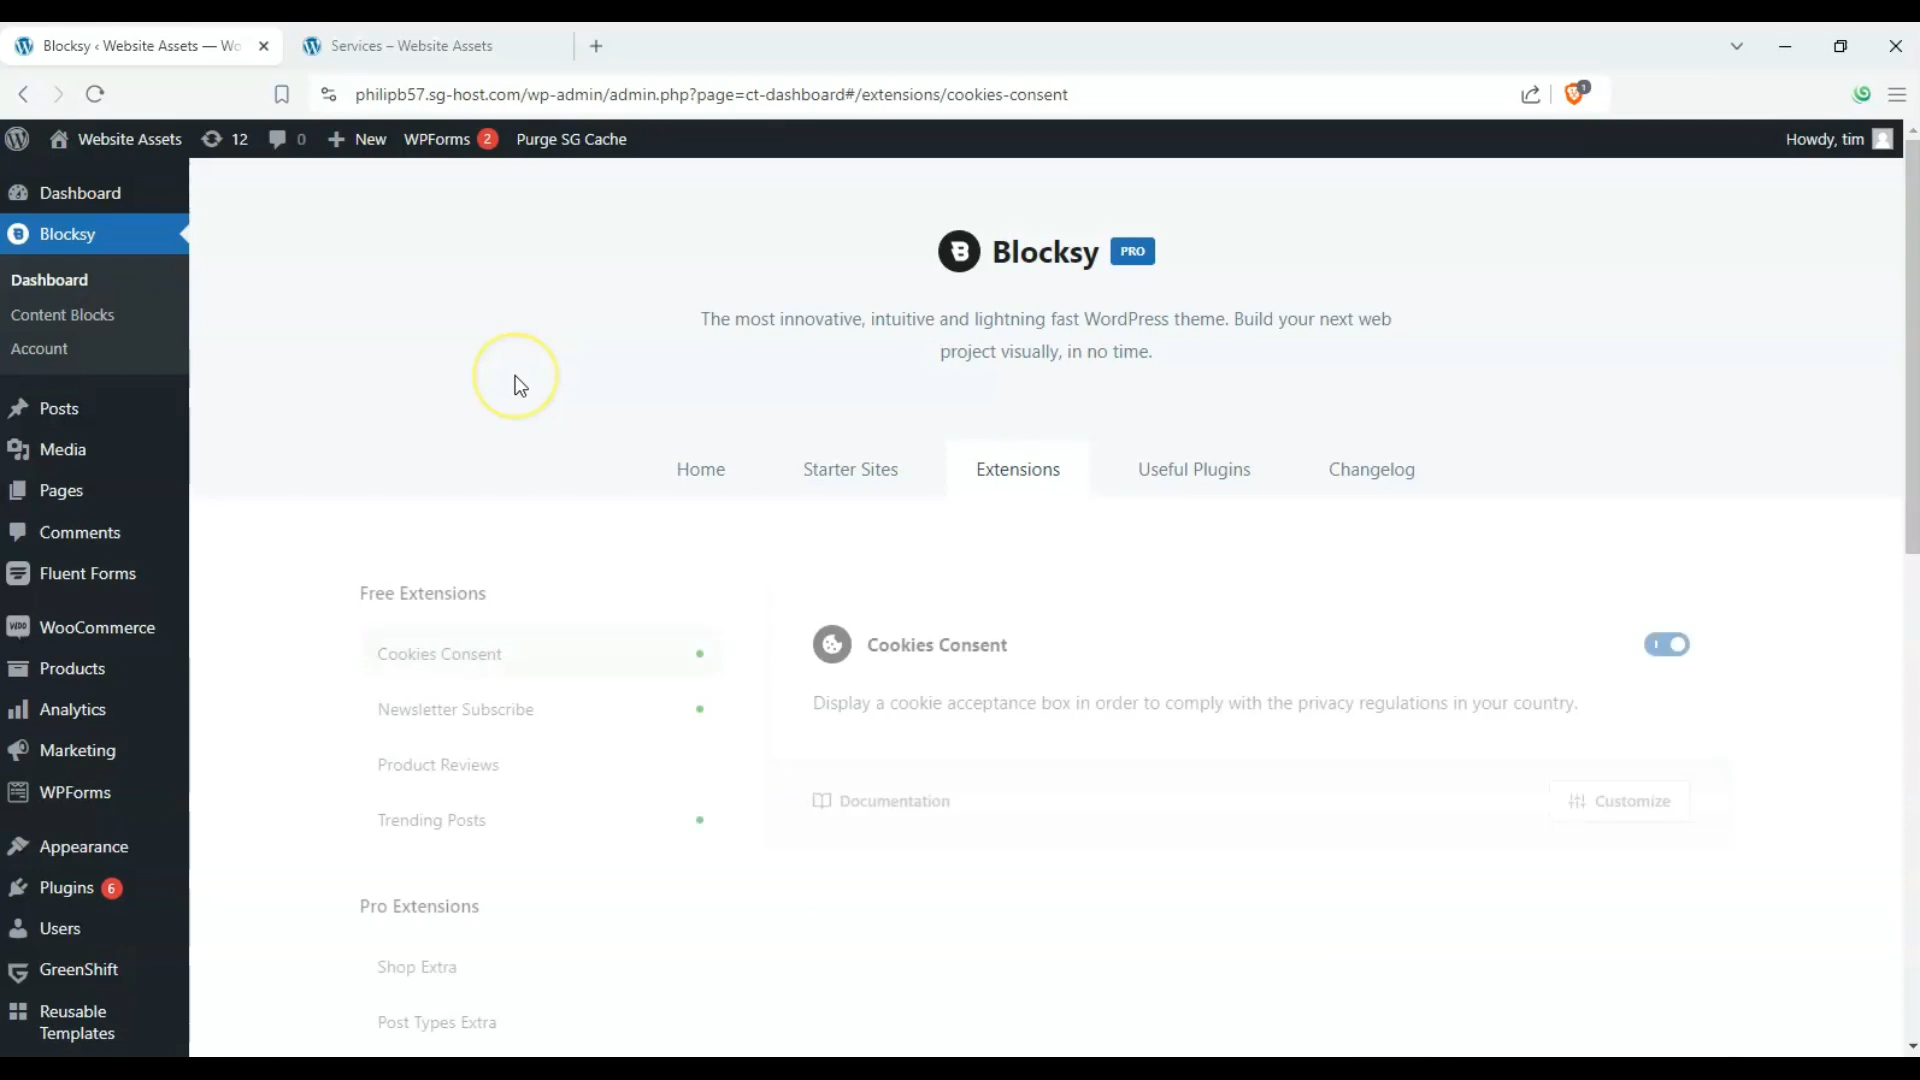 Blocksy ‹ Website Assets — Wo
Services – Website Assets
philipb57.sg-host.com/wp-admin/admin.php?page=ct-dashboard#/extensions/cookies-consent
1
Website Assets
12
0
New
WPForms 2
Purge SG Cache
Howdy, tim
Dashboard
Blocksy
Dashboard
Content Blocks
Account
Posts
Media
Pages
Comments
Fluent Forms
WooCommerce
Products
Analytics
Marketing
WPForms
Appearance
Plugins 6
Users
GreenShift
Reusable
Templates
Blocksy PRO
The most innovative, intuitive and lightning fast WordPress theme. Build your next web
project visually, in no time.
Home
Starter Sites
Extensions
Useful Plugins
Changelog
Free Extensions
Cookies Consent
Newsletter Subscribe
Product Reviews
Trending Posts
Pro Extensions
Shop Extra
Post Types Extra
Cookies Consent
Display a cookie acceptance box in order to comply with the privacy regulations in your country.
Documentation
Customize